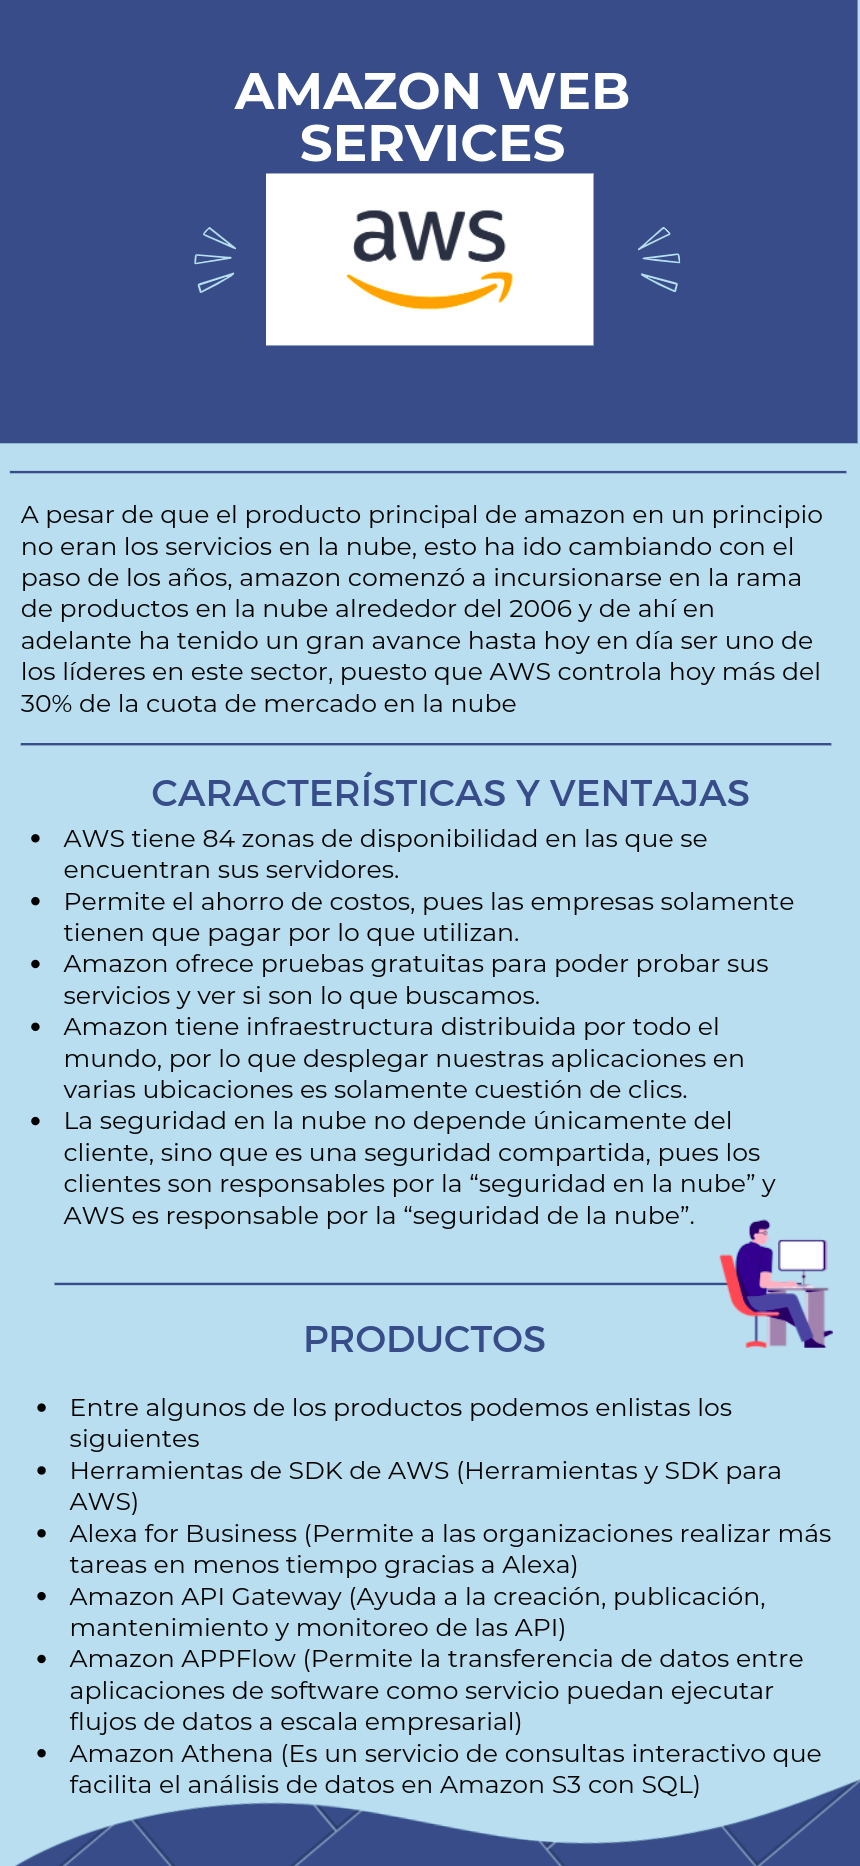 AMAZON WEB
SERVICES
aws
A pesar de que el producto principal de amazon en un principio
no eran los servicios en la nube, esto ha ido cambiando con el
paso de los años, amazon comenzó a incursionarse en la rama
de productos en la nube alrededor del 2006 y de ahí en
adelante ha tenido un gran avance hasta hoy en día ser uno de
los líderes en este sector, puesto que AWS controla hoy más del
30% de la cuota de mercado en la nube
CARACTERÍSTICAS Y VENTAJAS
• AWS tiene 84 zonas de disponibilidad en las que se
encuentran sus servidores.
• Permite el ahorro de costos, pues las empresas solamente
tienen que pagar por lo que utilizan.
• Amazon ofrece pruebas gratuitas para poder probar sus
servicios y ver si son lo que buscamos.
• Amazon tiene infraestructura distribuida por todo el
mundo, por lo que desplegar nuestras aplicaciones en
varias ubicaciones es solamente cuestión de clics.
• La seguridad en la nube no depende únicamente del
cliente, sino que es una seguridad compartida, pues los
clientes son responsables por la “seguridad en la nube” y
AWS es responsable por la “seguridad de la nube”.
PRODUCTOS
• Entre algunos de los productos podemos enlistas los
siguientes
• Herramientas de SDK de AWS (Herramientas y SDK para
AWS)
• Alexa for Business (Permite a las organizaciones realizar más
tareas en menos tiempo gracias a Alexa)
• Amazon API Gateway (Ayuda a la creación, publicación,
mantenimiento y monitoreo de las API)
• Amazon APPFlow (Permite la transferencia de datos entre
aplicaciones de software como servicio puedan ejecutar
flujos de datos a escala empresarial)
• Amazon Athena (Es un servicio de consultas interactivo que
facilita el análisis de datos en Amazon S3 con SQL)